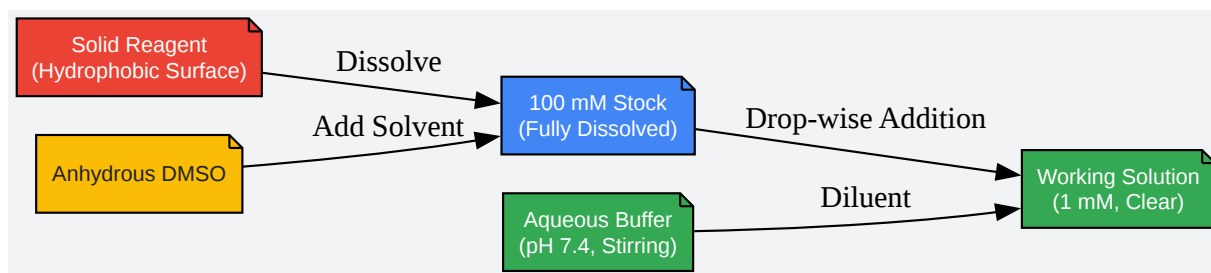 Solid Reagent
(Hydrophobic Surface)
Dissolve
Anhydrous DMSO
Add Solvent
100 mM Stock
(Fully Dissolved)
Drop-wise Addition
Aqueous Buffer
(pH 7.4, Stirring)
Diluent
Working Solution
(1 mM, Clear)